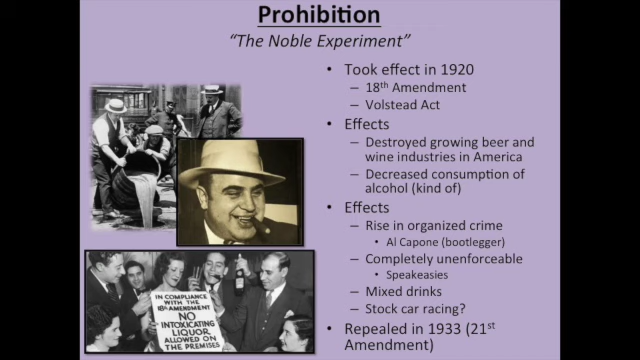 Prohibition
“The Noble Experiment”
• Took effect in 1920
– 18th Amendment
– Volstead Act
• Effects
– Destroyed growing beer and
wine industries in America
– Decreased consumption of
alcohol (kind of)
• Effects
– Rise in organized crime
• Al Capone (bootlegger)
– Completely unenforceable
• Speakeasies
– Mixed drinks
– Stock car racing?
• Repealed in 1933 (21st
Amendment)
IN COMPLIANCE
WITH THE
18th AMENDMENT
NO
INTOXICATING
LIQUOR
ALLOWED ON
THE PREMISES